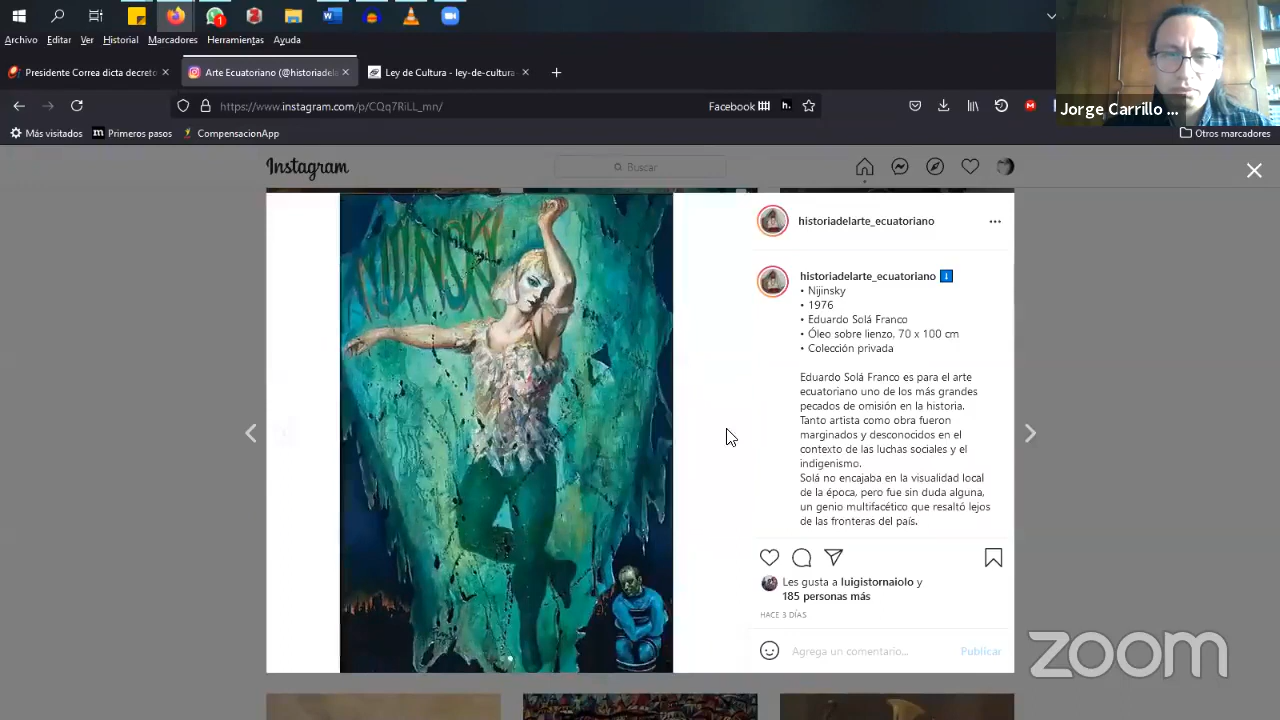 Archivo Editar Ver Historial Marcadores Herramientas Ayuda
Presidente Correa dicta decreto
Arte Ecuatoriano (@historiadela
Ley de Cultura - ley-de-cultura
https://www.instagram.com/p/CQq7RiLL_mn/
Facebook
h.
Más visitados
Primeros pasos
CompensacionApp
Otros marcadores
Jorge Carrillo ...
Instagram
Buscar
NIJINSKY
historiadelarte_ecuatoriano
historiadelarte_ecuatoriano
• Nijinsky
• 1976
• Eduardo Solá Franco
• Óleo sobre lienzo, 70 x 100 cm
• Colección privada
Eduardo Solá Franco es para el arte
ecuatoriano uno de los más grandes
pecados de omisión en la historia.
Tanto artista como obra fueron
marginados y desconocidos en el
contexto de las luchas sociales y el
indigenismo.
Solá no encajaba en la visualidad local
de la época, pero fue sin duda alguna,
un genio multifacético que resaltó lejos
de las fronteras del país.
Les gusta a luigistornaiolo y
185 personas más
HACE 3 DÍAS
Agrega un comentario...
Publicar
zoom